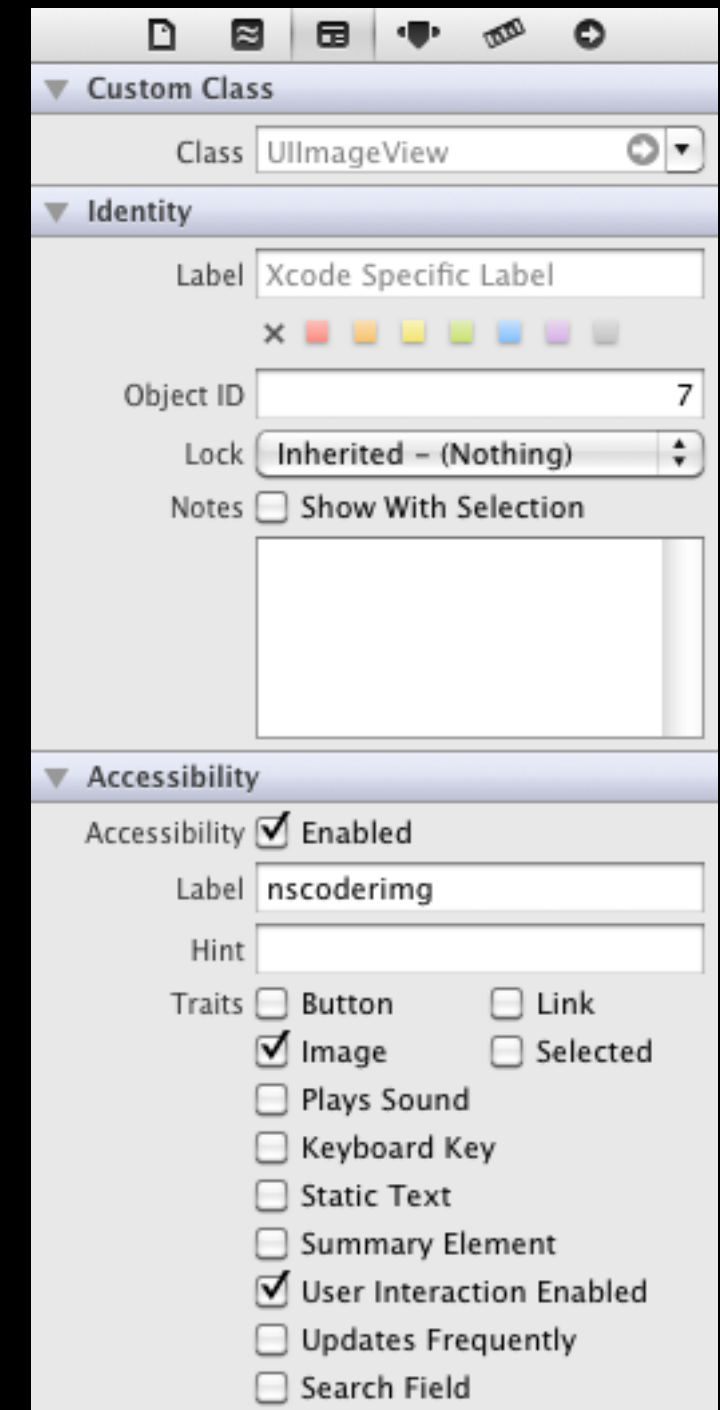 Custom Class
Class UIImageView
Identity
Label Xcode Specific Label
Object ID 7
Lock Inherited – (Nothing)
Notes Show With Selection
Accessibility
Accessibility Enabled
Label nscoderimg
Hint
Traits Button Link
Image Selected
Plays Sound
Keyboard Key
Static Text
Summary Element
User Interaction Enabled
Updates Frequently
Search Field